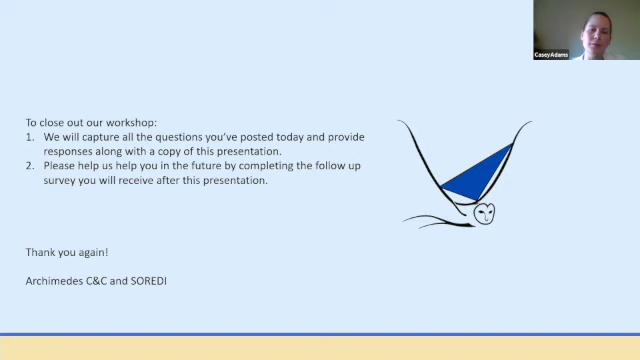 Casey Adams
To close out our workshop:
1. We will capture all the questions you've posted today and provide
responses along with a copy of this presentation.
2. Please help us help you in the future by completing the follow up
survey you will receive after this presentation.
Thank you again!
Archimedes C&C and SOREDI